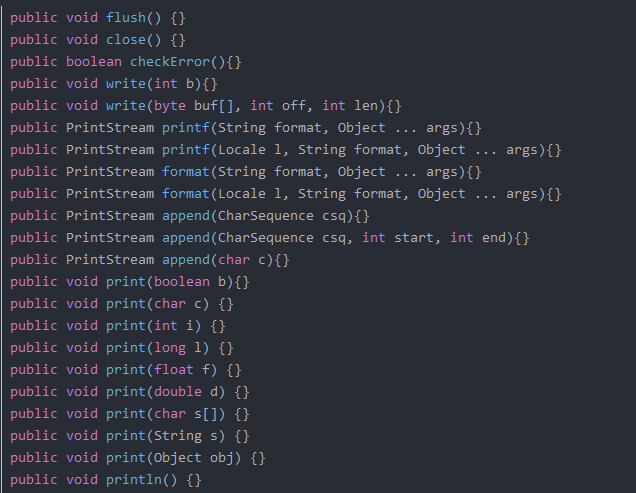 public void flush() {}
public void close() {}
public boolean checkError(){}
public void write(int b){}
public void write(byte buf[], int off, int len){}
public PrintStream printf(String format, Object ... args){}
public PrintStream printf(Locale l, String format, Object ... args){}
public PrintStream format(String format, Object ... args){}
public PrintStream format(Locale l, String format, Object ... args){}
public PrintStream append(CharSequence csq){}
public PrintStream append(CharSequence csq, int start, int end){}
public PrintStream append(char c){}
public void print(boolean b){}
public void print(char c) {}
public void print(int i) {}
public void print(long l) {}
public void print(float f) {}
public void print(double d) {}
public void print(char s[]) {}
public void print(String s) {}
public void print(Object obj) {}
public void println() {}